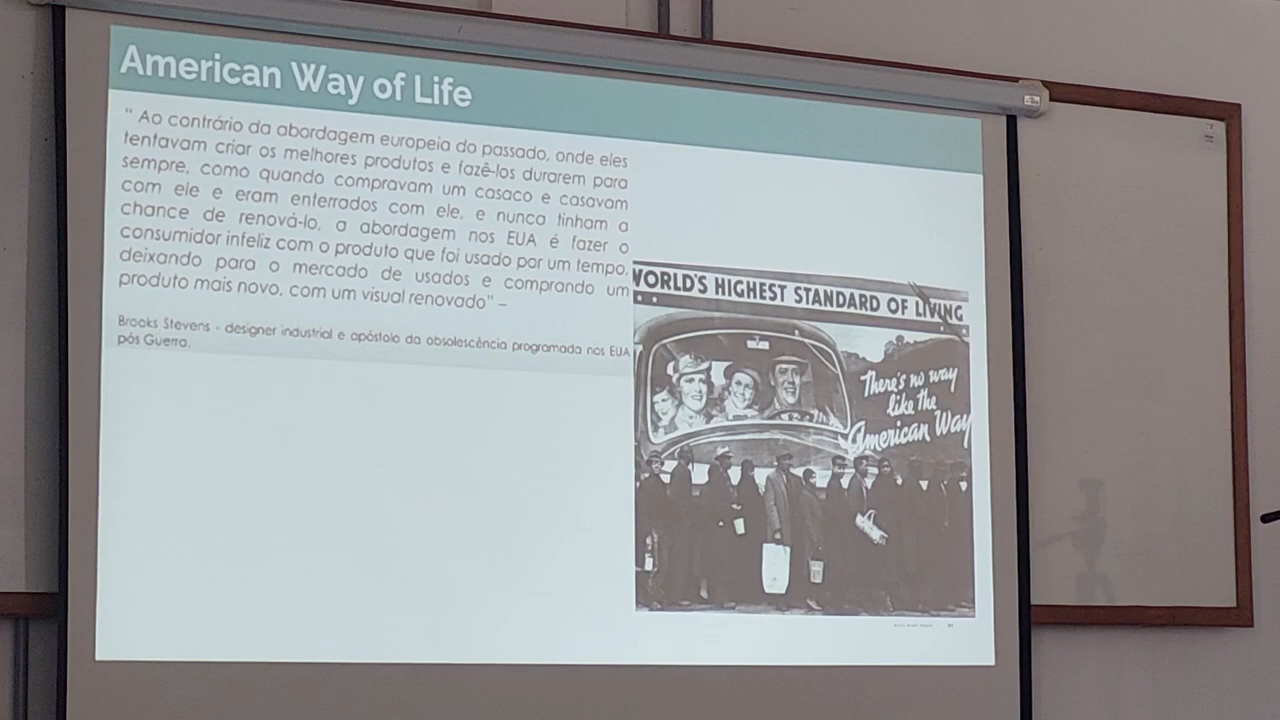 American Way of Life
" Ao contrário da abordagem europeia do passado, onde eles
tentavam criar os melhores produtos e fazê-los durarem para
sempre, como quando compravam um casaco e casavam
com ele e eram enterrados com ele, e nunca tinham a
chance de renová-lo, a abordagem nos EUA é fazer o
consumidor infeliz com o produto que foi usado por um tempo,
deixando para o mercado de usados e comprando um
produto mais novo, com um visual renovado" –
Brooks Stevens - designer industrial e apóstolo da obsolescência programada nos EUA
pós Guerra.
WORLD'S HIGHEST STANDARD OF LIVING
There's no way
like the
American Way